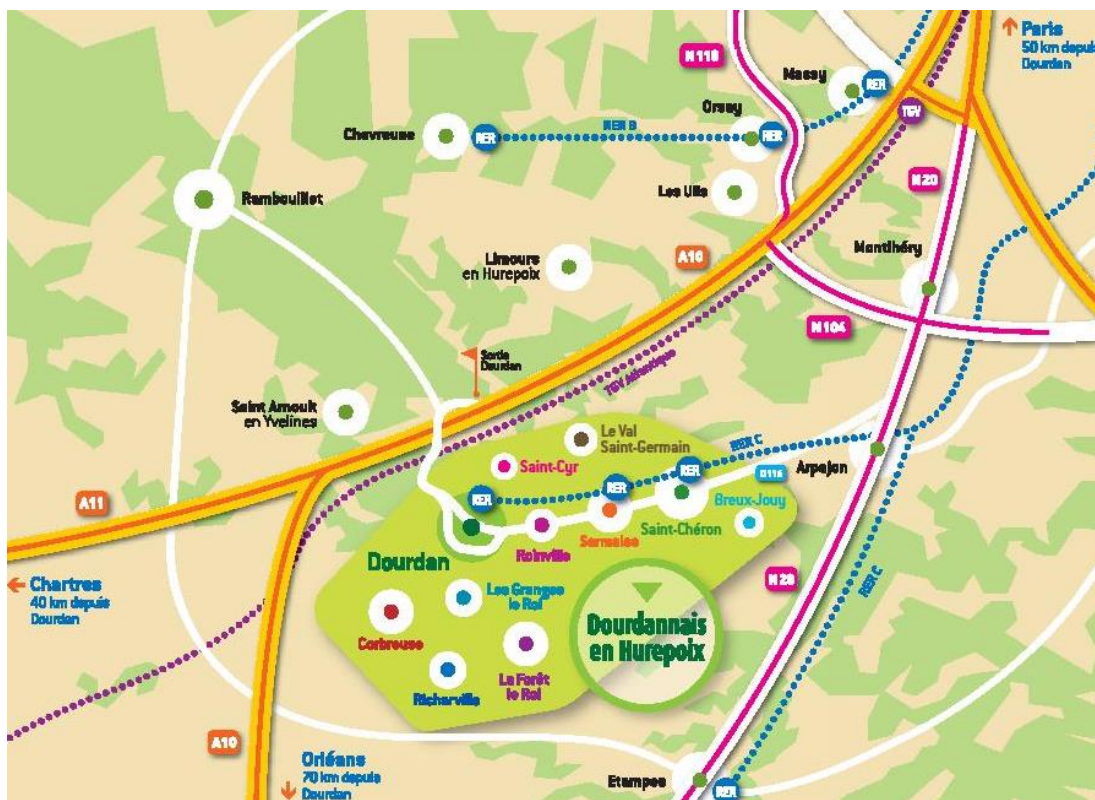 N118
Paris
50 km depuis
Dourdan
Massy
RER
Orsay
RER
TGV
Chevreuse
RER
RER B
N20
Les Ulis
Rambouillet
Montlhéry
Limours
en Hurepoix
A10
N104
Sortie
Dourdan
TGV Atlantique
Saint Arnoult
en Yvelines
Le Val
Saint-Germain
RER C
Saint-Cyr
RER
RER
RER
D116
Arpajon
A11
Breux-Jouy
Saint-Chéron
Sermaise
Roinville
Dourdan
Chartres
40 km depuis
Dourdan
Les Granges
le Roi
N20
RER C
Dourdannais
en Hurepoix
Corbreuse
La Forêt
le Roi
Richarville
A10
Orléans
70 km depuis
Dourdan
Etampes
RER